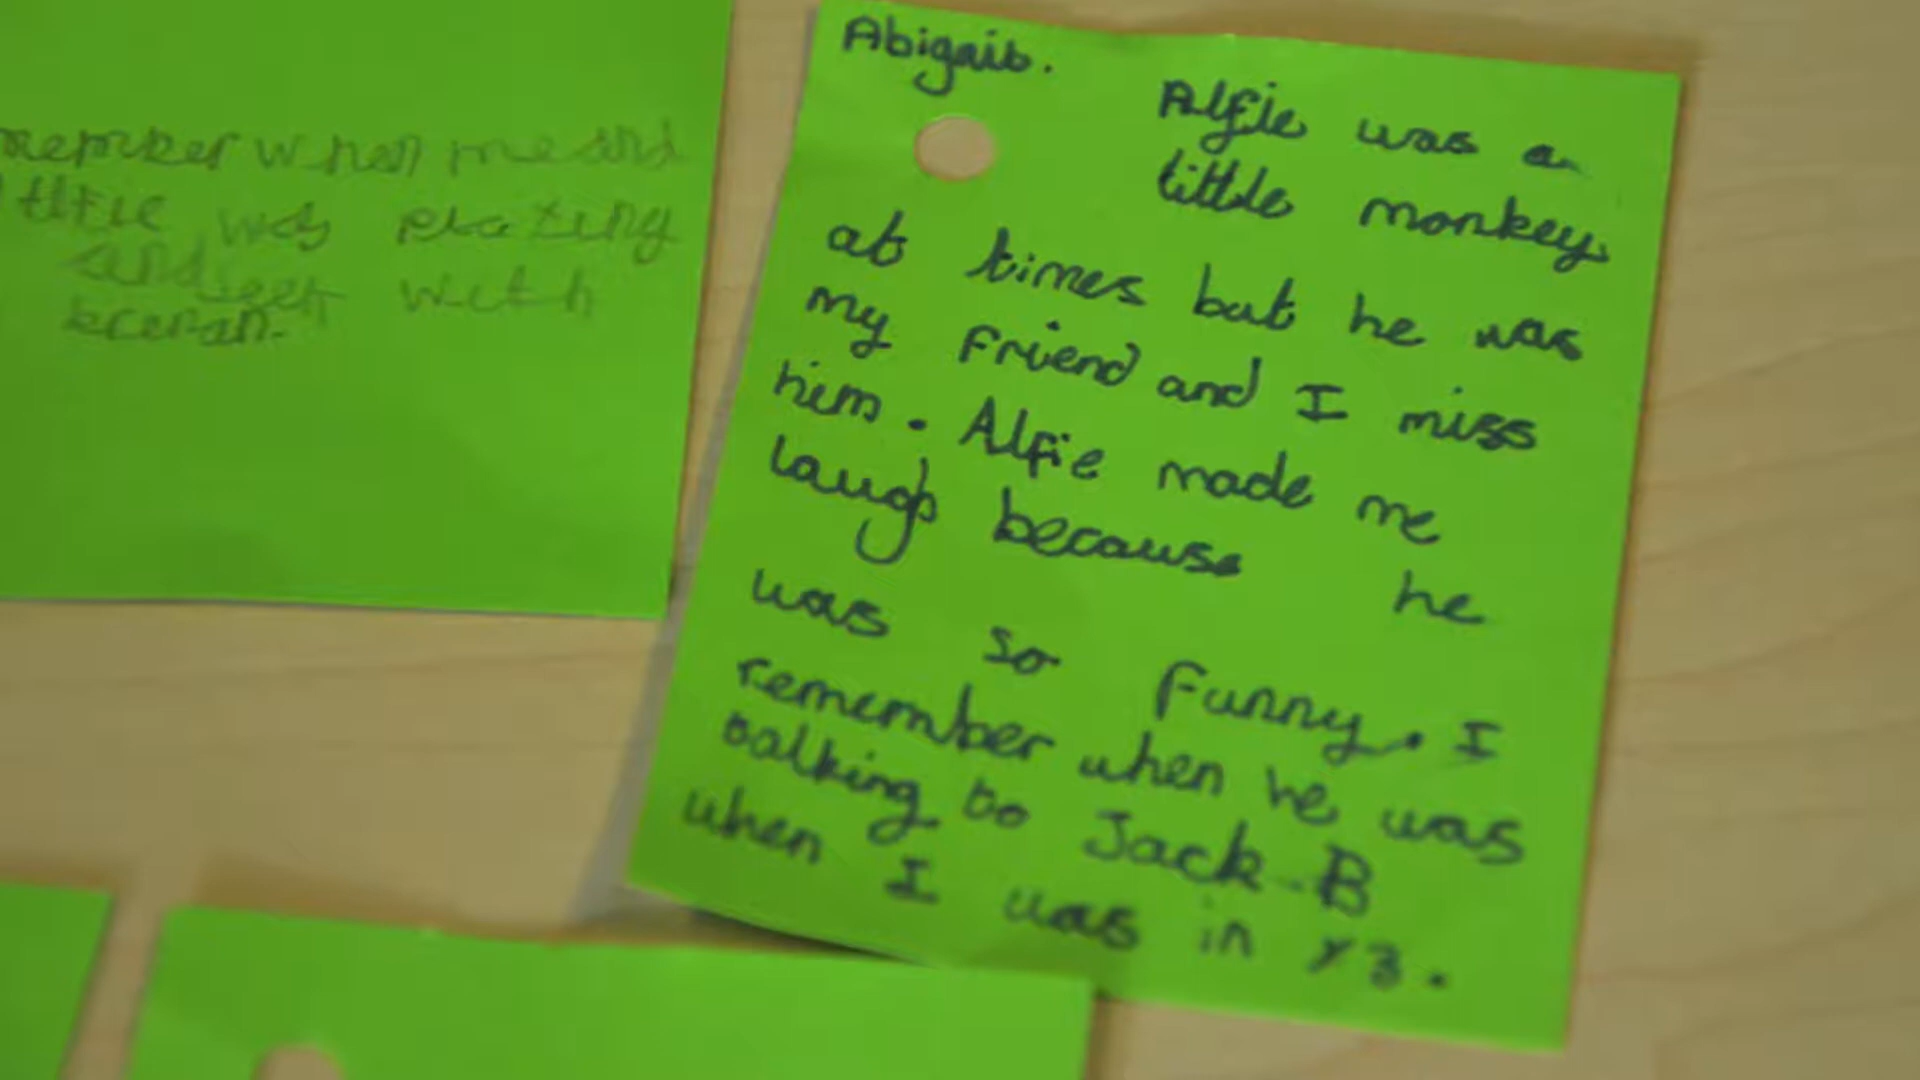 member when me and
Alfie was playing
with
kieran.
Abigail.
Alfie was a
little monkey
at times but he was
my friend and I miss
him. Alfie made me
laugh because he
was so funny. I
remember when he was
talking to Jack B
when I was in Y3.